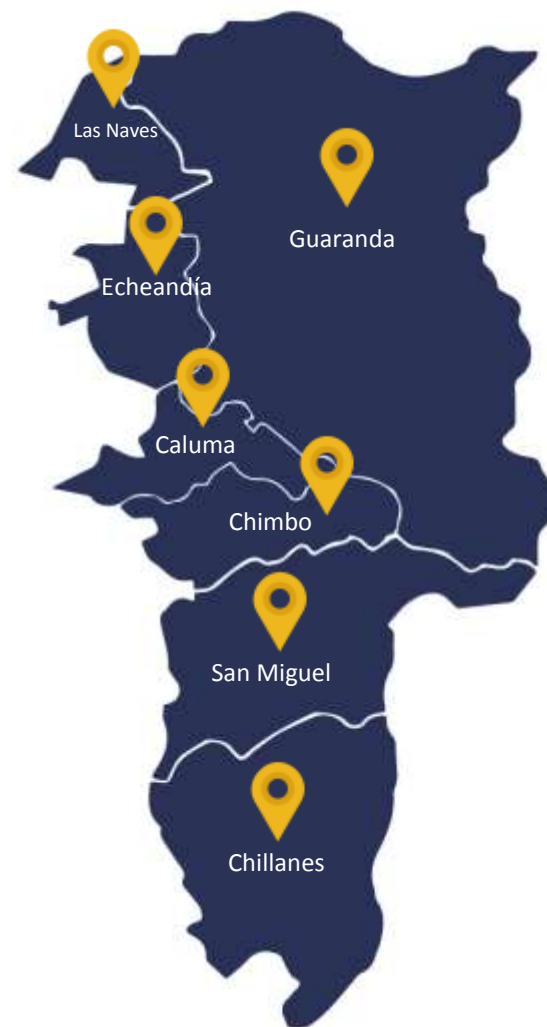 Las Naves
Guaranda
Echeandía
Caluma
Chimbo
San Miguel
Chillanes